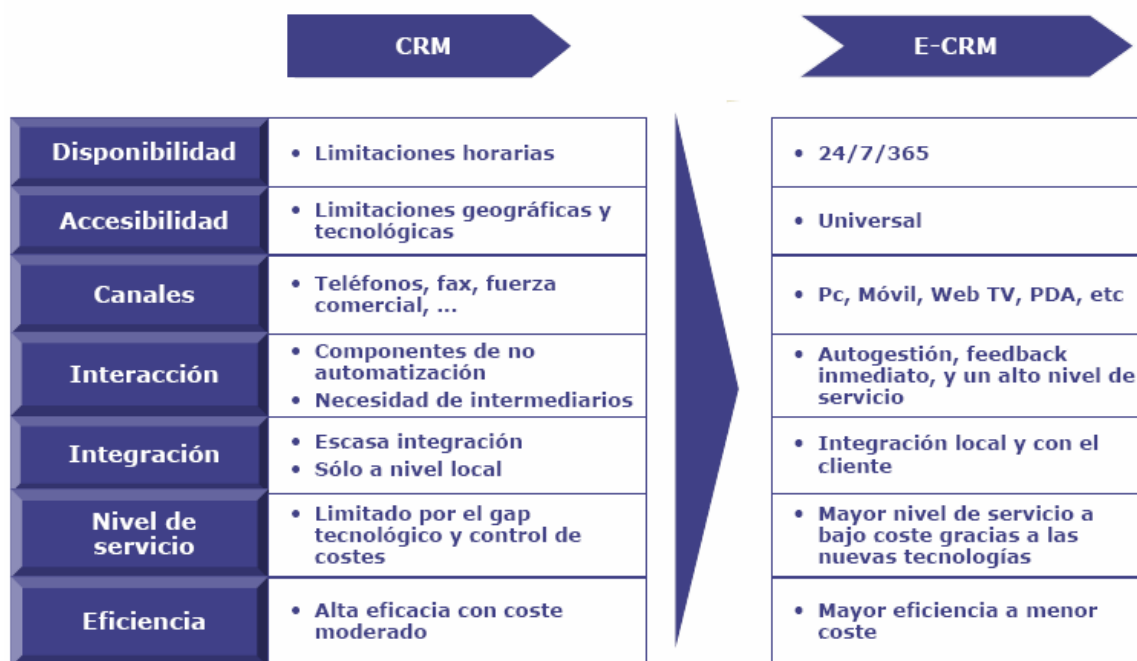 CRM
E-CRM
Disponibilidad
• Limitaciones horarias
• 24/7/365
Accesibilidad
• Limitaciones geográficas y
tecnológicas
• Universal
Canales
• Teléfonos, fax, fuerza
comercial, ...
• Pc, Móvil, Web TV, PDA, etc
Interacción
• Componentes de no
automatización
• Necesidad de intermediarios
• Autogestión, feedback
inmediato, y un alto nivel de
servicio
Integración
• Escasa integración
• Sólo a nivel local
• Integración local y con el
cliente
Nivel de
servicio
• Limitado por el gap
tecnológico y control de
costes
• Mayor nivel de servicio a
bajo coste gracias a las
nuevas tecnologías
Eficiencia
• Alta eficacia con coste
moderado
• Mayor eficiencia a menor
coste